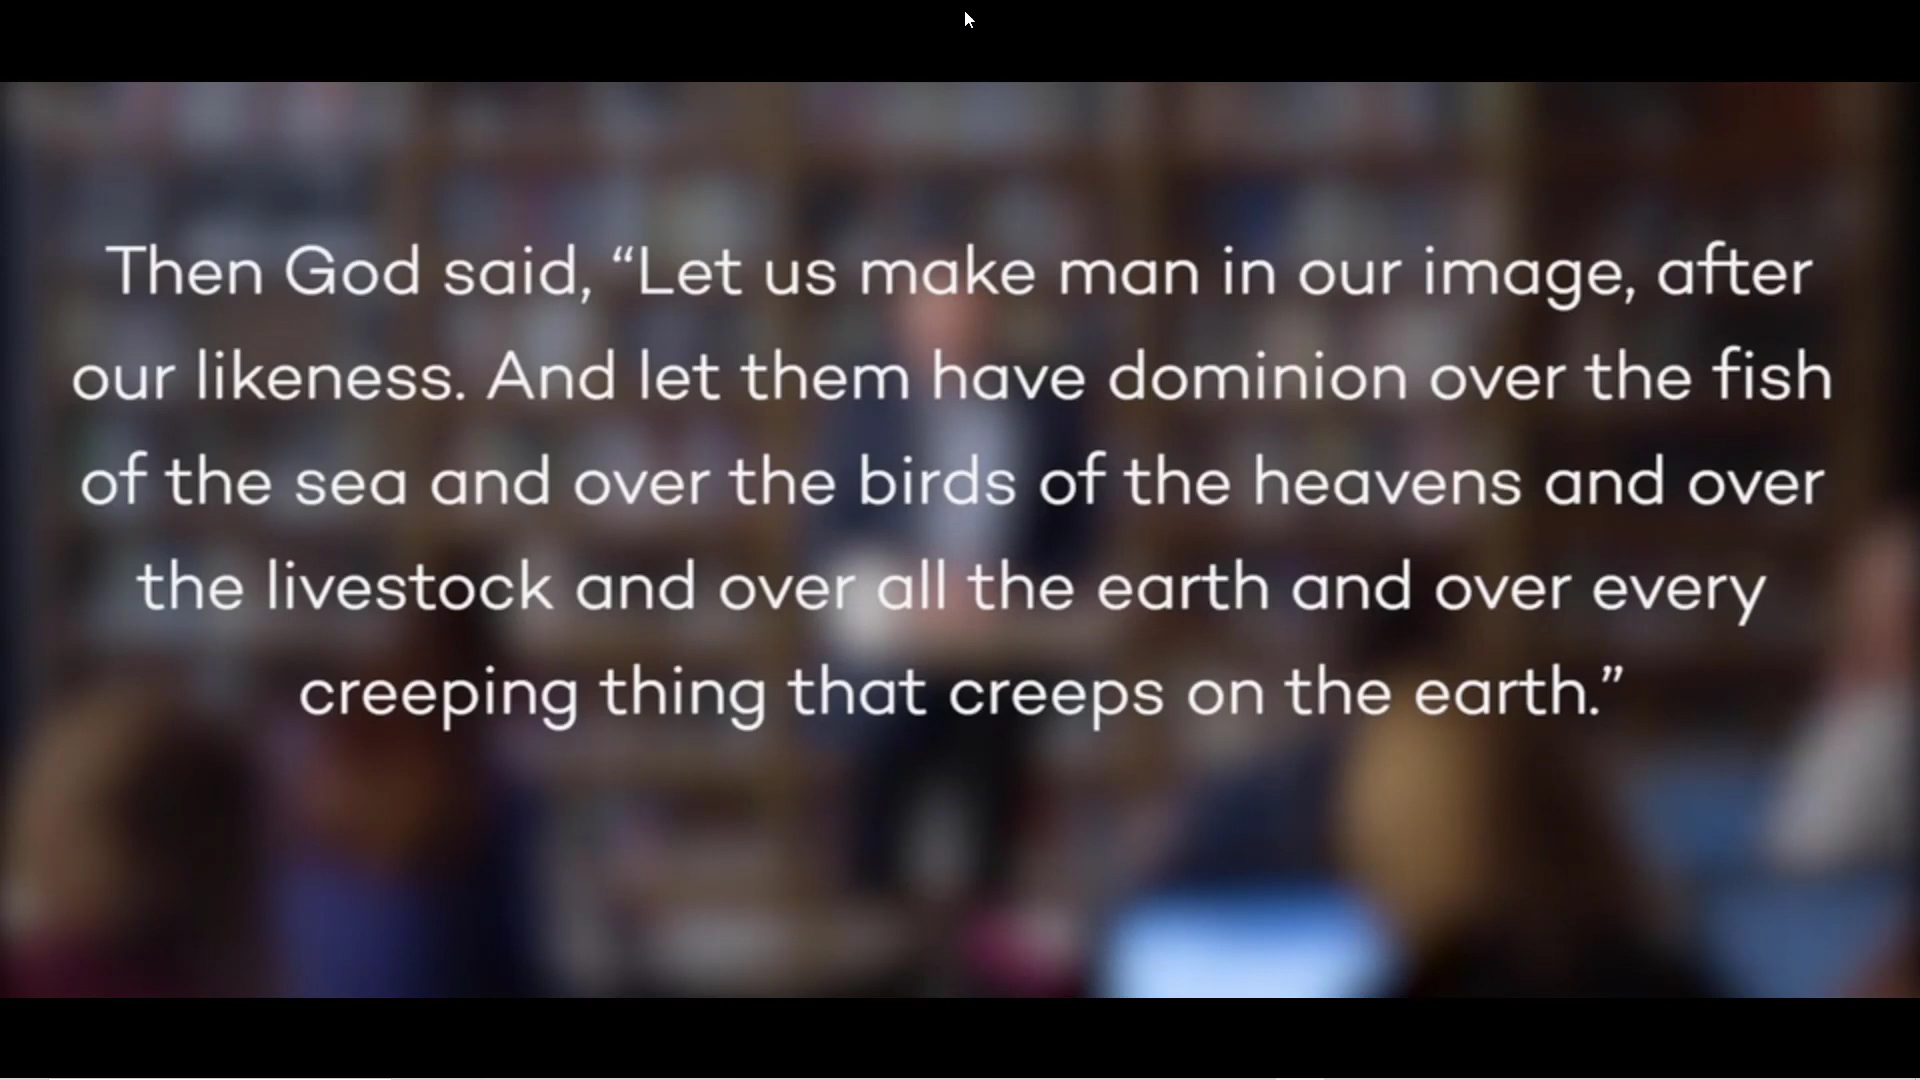 Then God said, “Let us make man in our image, after
our likeness. And let them have dominion over the fish
of the sea and over the birds of the heavens and over
the livestock and over all the earth and over every
creeping thing that creeps on the earth.”